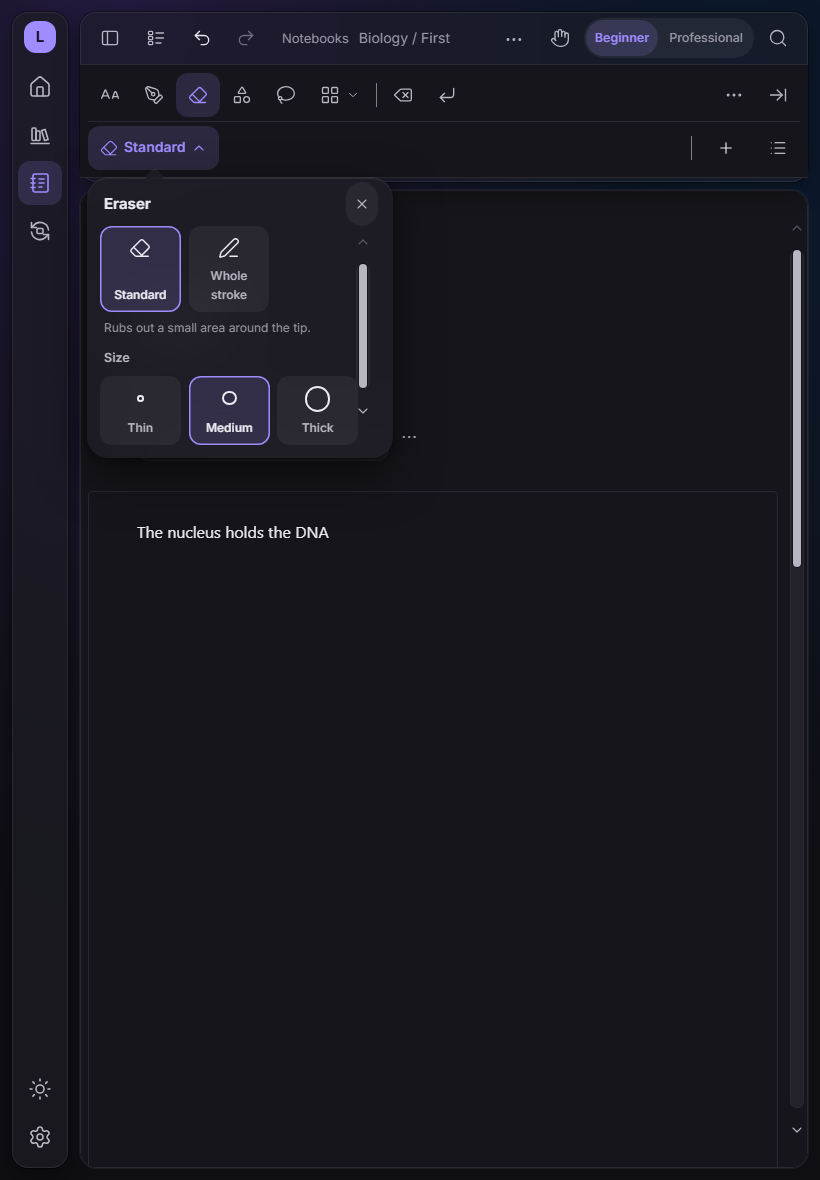 L
Notebooks Biology / First
Beginner Professional
AA
Standard
Eraser
Standard
Whole
stroke
Rubs out a small area around the tip.
Size
Thin
Medium
Thick
The nucleus holds the DNA